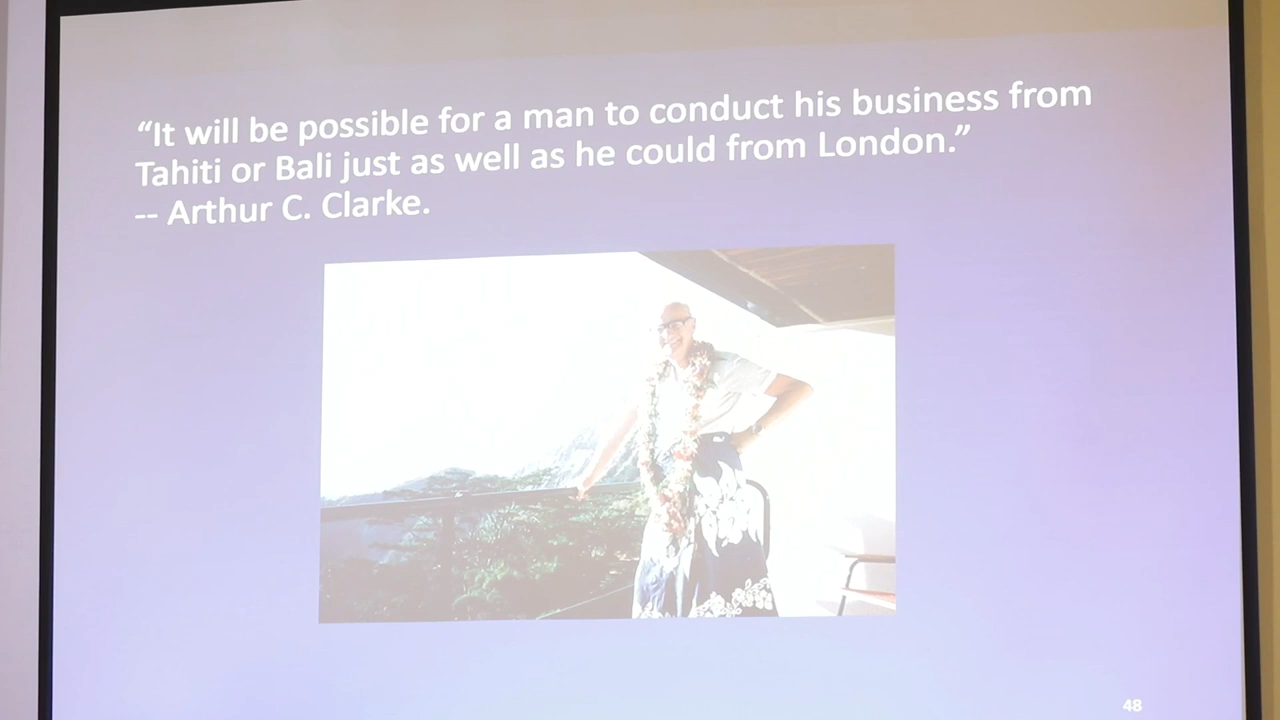 “It will be possible for a man to conduct his business from
Tahiti or Bali just as well as he could from London.”
-- Arthur C. Clarke.
48